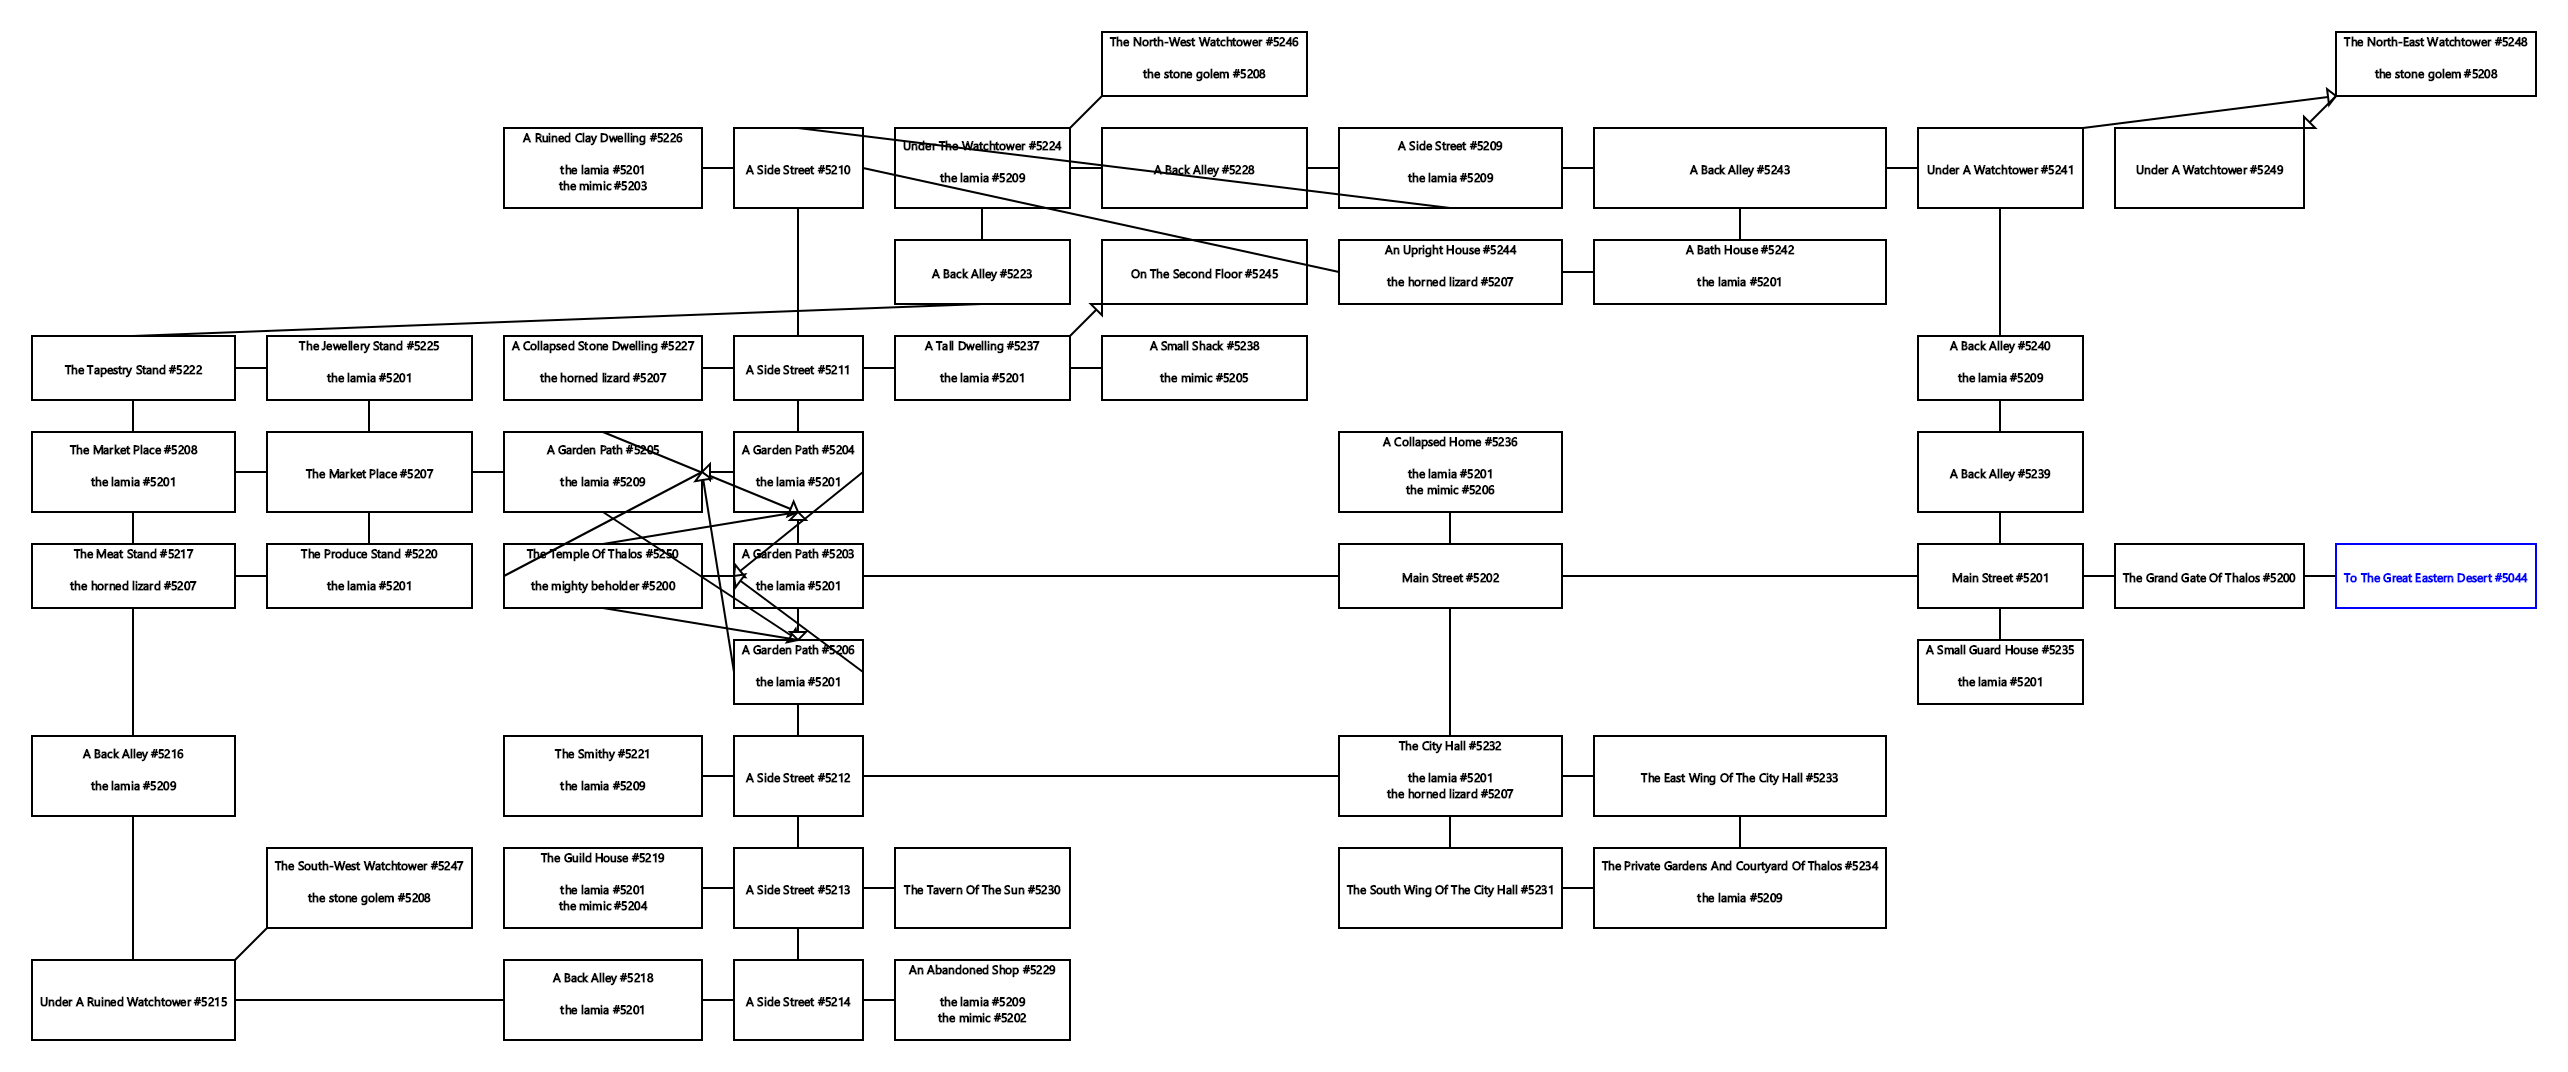 The North-West Watchtower #5246
the stone golem #5208
The North-East Watchtower #5248
the stone golem #5208
A Ruined Clay Dwelling #5226
the lamia #5201
the mimic #5203
A Side Street #5210
Under The Watchtower #5224
the lamia #5209
A Back Alley #5228
A Side Street #5209
the lamia #5209
A Back Alley #5243
Under A Watchtower #5241
Under A Watchtower #5249
A Back Alley #5223
On The Second Floor #5245
An Upright House #5244
the horned lizard #5207
A Bath House #5242
the lamia #5201
The Tapestry Stand #5222
The Jewellery Stand #5225
the lamia #5201
A Collapsed Stone Dwelling #5227
the horned lizard #5207
A Side Street #5211
A Tall Dwelling #5237
the lamia #5201
A Small Shack #5238
the mimic #5205
A Back Alley #5240
the lamia #5209
The Market Place #5208
the lamia #5201
The Market Place #5207
A Garden Path #5205
the lamia #5209
A Garden Path #5204
the lamia #5201
A Collapsed Home #5236
the lamia #5201
the mimic #5206
A Back Alley #5239
The Meat Stand #5217
the horned lizard #5207
The Produce Stand #5220
the lamia #5201
The Temple Of Thalos #5250
the mighty beholder #5200
A Garden Path #5203
the lamia #5201
Main Street #5202
Main Street #5201
The Grand Gate Of Thalos #5200
To The Great Eastern Desert #5044
A Garden Path #5206
the lamia #5201
A Small Guard House #5235
the lamia #5201
A Back Alley #5216
the lamia #5209
The Smithy #5221
the lamia #5209
A Side Street #5212
The City Hall #5232
the lamia #5201
the horned lizard #5207
The East Wing Of The City Hall #5233
The South-West Watchtower #5247
the stone golem #5208
The Guild House #5219
the lamia #5201
the mimic #5204
A Side Street #5213
The Tavern Of The Sun #5230
The South Wing Of The City Hall #5231
The Private Gardens And Courtyard Of Thalos #5234
the lamia #5209
Under A Ruined Watchtower #5215
A Back Alley #5218
the lamia #5201
A Side Street #5214
An Abandoned Shop #5229
the lamia #5209
the mimic #5202